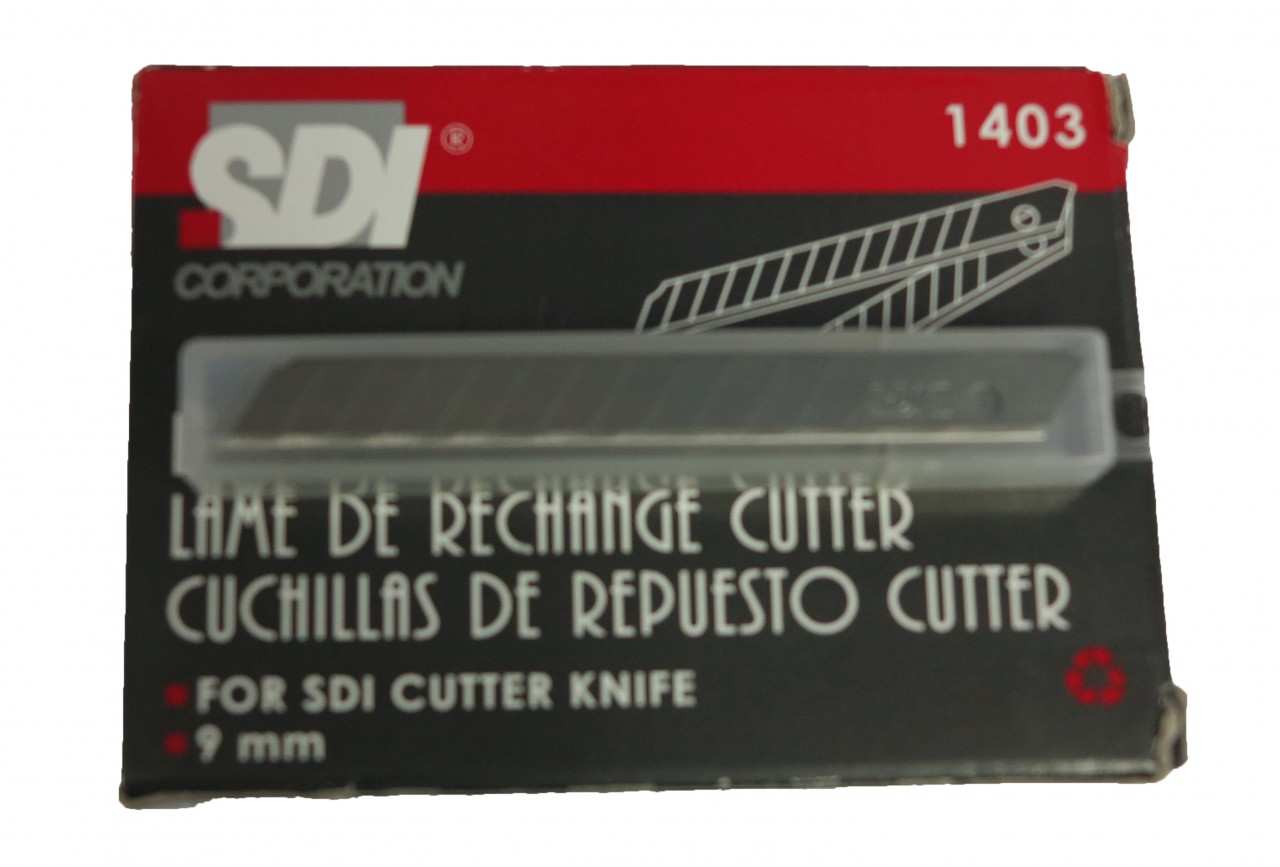 SDI ®
1403
CORPORATION
LAME DE RECHANGE CUTTER
CUCHILLAS DE REPUESTO CUTTER
FOR SDI CUTTER KNIFE
9 mm